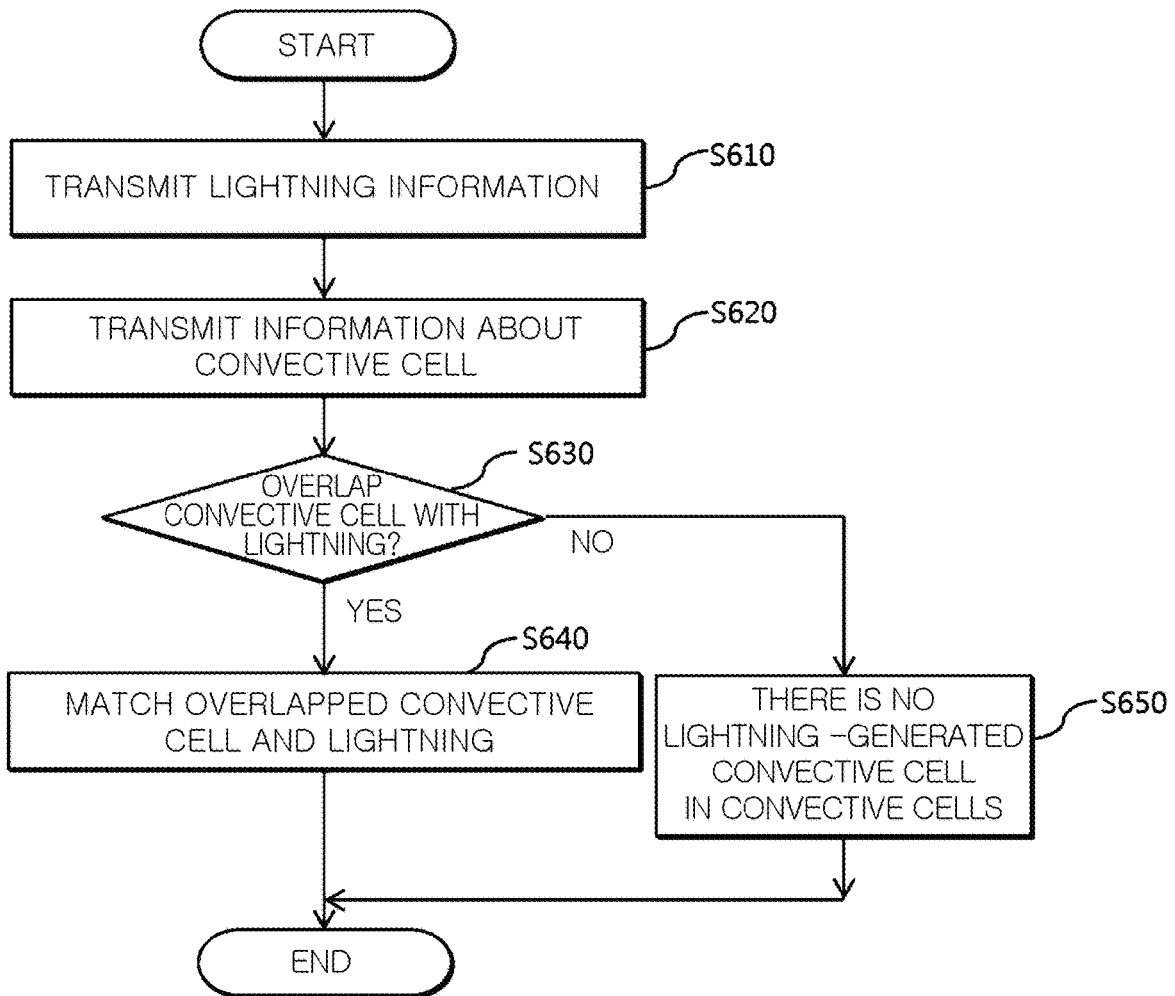 START
TRANSMIT LIGHTNING INFORMATION
S610
TRANSMIT INFORMATION ABOUT
CONVECTIVE CELL
S620
OVERLAP
CONVECTIVE CELL WITH
LIGHTNING?
S630
NO
YES
MATCH OVERLAPPED CONVECTIVE
CELL AND LIGHTNING
S640
THERE IS NO
LIGHTNING -GENERATED
CONVECTIVE CELL
IN CONVECTIVE CELLS
S650
END